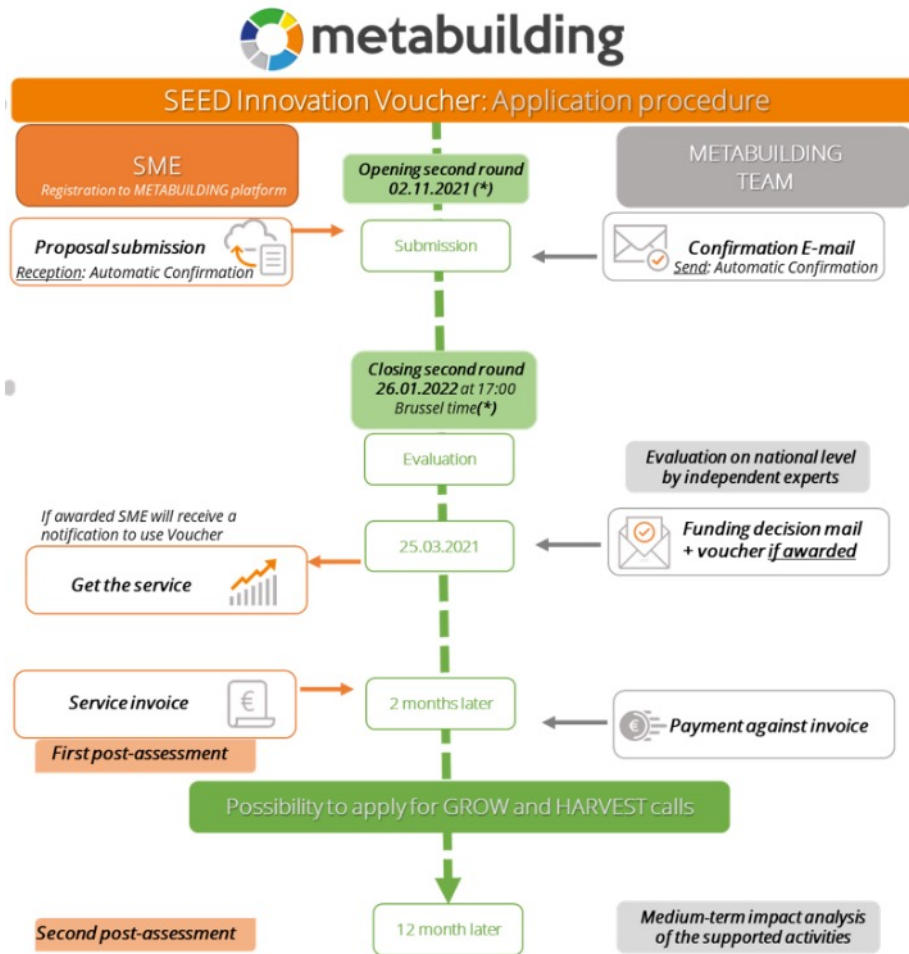 metabuilding
SEED Innovation Voucher: Application procedure
SME
Registration to METABUILDING platform
Opening second round
02.11.2021 (*)
METABUILDING
TEAM
Proposal submission
Reception: Automatic Confirmation
Submission
Confirmation E-mail
Send: Automatic Confirmation
Closing second round
26.01.2022 at 17:00
Brussel time(*)
Evaluation
Evaluation on national level
by independent experts
If awarded SME will receive a
notification to use Voucher
Get the service
25.03.2021
Funding decision mail
+ voucher if awarded
Service invoice
€
2 months later
€
Payment against invoice
First post-assessment
Possibility to apply for GROW and HARVEST calls
Second post-assessment
12 month later
Medium-term impact analysis
of the supported activities